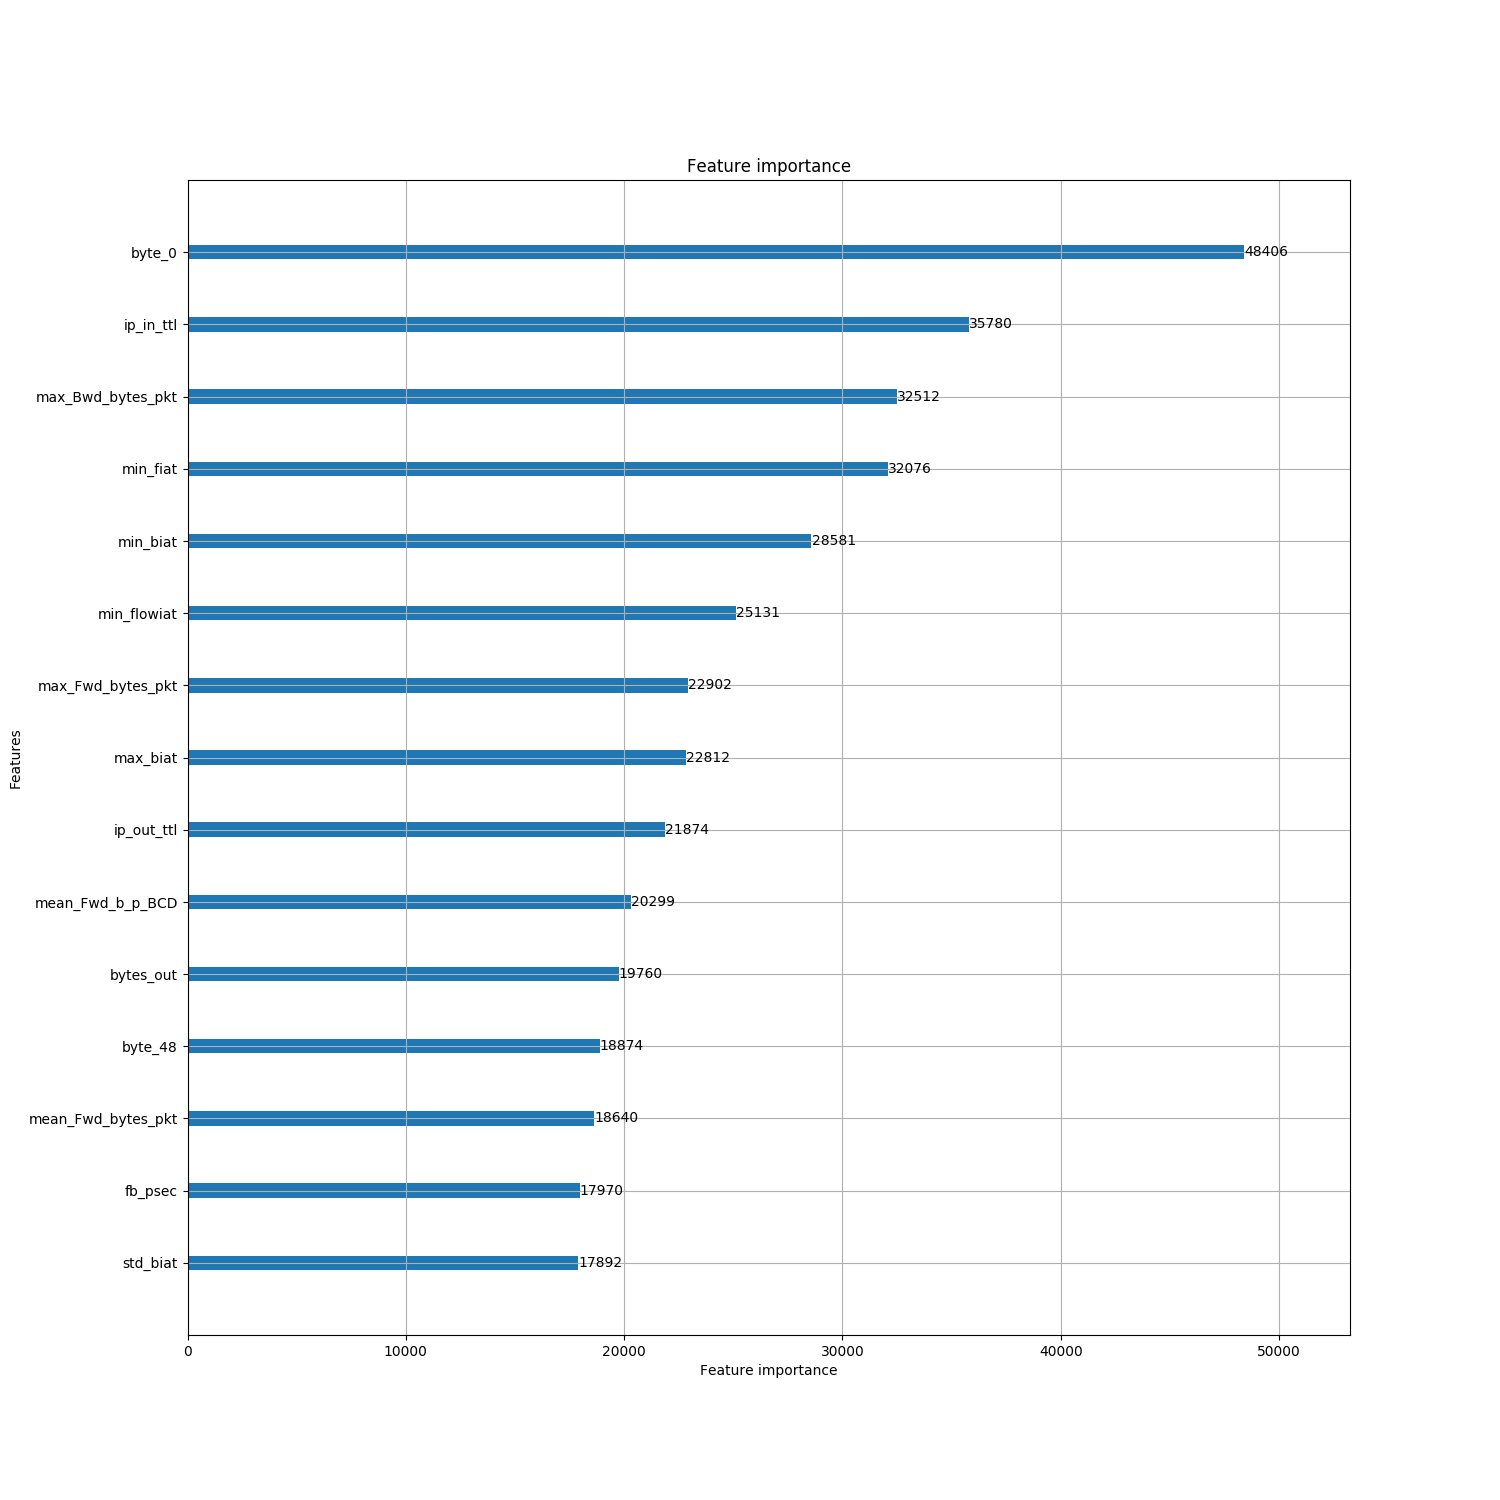 Feature importance
byte_0 48406
ip_in_ttl 35780
max_Bwd_bytes_pkt 32512
min_fiat 32076
min_biat 28581
min_flowiat 25131
max_Fwd_bytes_pkt 22902
max_biat 22812
ip_out_ttl 21874
mean_Fwd_b_p_BCD 20299
bytes_out 19760
byte_48 18874
mean_Fwd_bytes_pkt 18640
fb_psec 17970
std_biat 17892
Features
0 10000 20000 30000 40000 50000
Feature importance